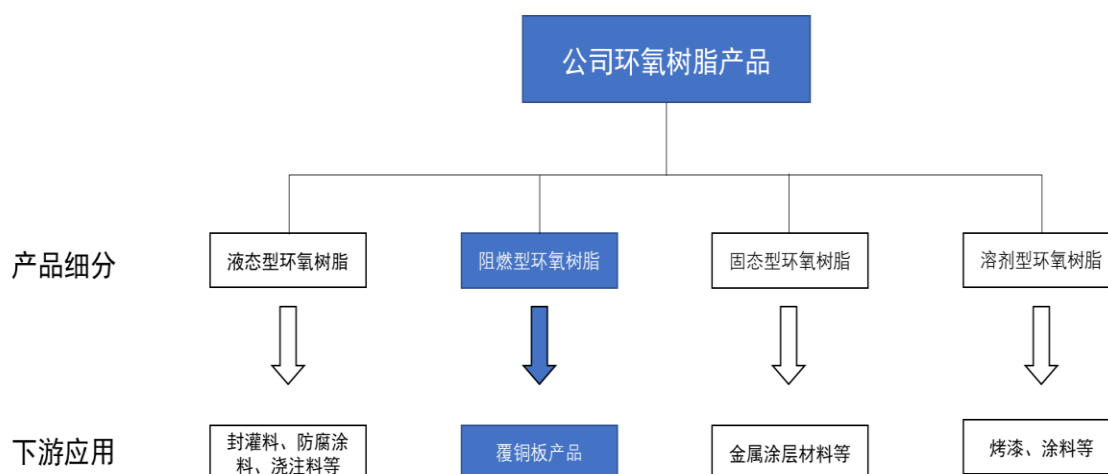 公司环氧树脂产品
产品细分
液态型环氧树脂
阻燃型环氧树脂
固态型环氧树脂
溶剂型环氧树脂
下游应用
封灌料、防腐涂
料、浇注料等
覆铜板产品
金属涂层材料等
烤漆、涂料等